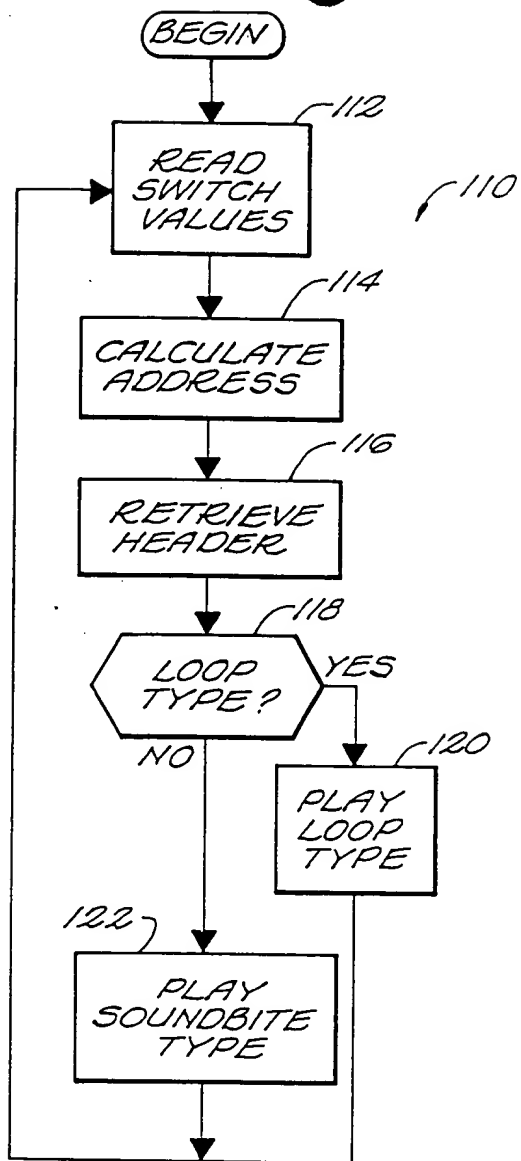 BEGIN
112
READ
SWITCH
VALUES
110
114
CALCULATE
ADDRESS
116
RETRIEVE
HEADER
118
LOOP
TYPE?
YES
NO
120
PLAY
LOOP
TYPE
122
PLAY
SOUNDBITE
TYPE